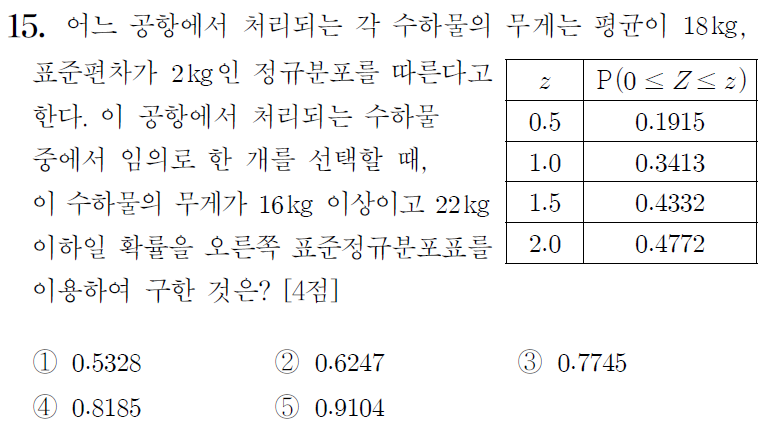 15. 어느 공항에서 처리되는 각 수하물의 무게는 평균이 18kg,
표준편차가 2kg인 정규분포를 따른다고
한다. 이 공항에서 처리되는 수하물
중에서 임의로 한 개를 선택할 때,
이 수하물의 무게가 16kg 이상이고 22kg
이하일 확률을 오른쪽 표준정규분포표를
이용하여 구한 것은? [4점]
z P(0 ≤ Z ≤ z)
0.5 0.1915
1.0 0.3413
1.5 0.4332
2.0 0.4772
① 0.5328 ② 0.6247 ③ 0.7745
④ 0.8185 ⑤ 0.9104